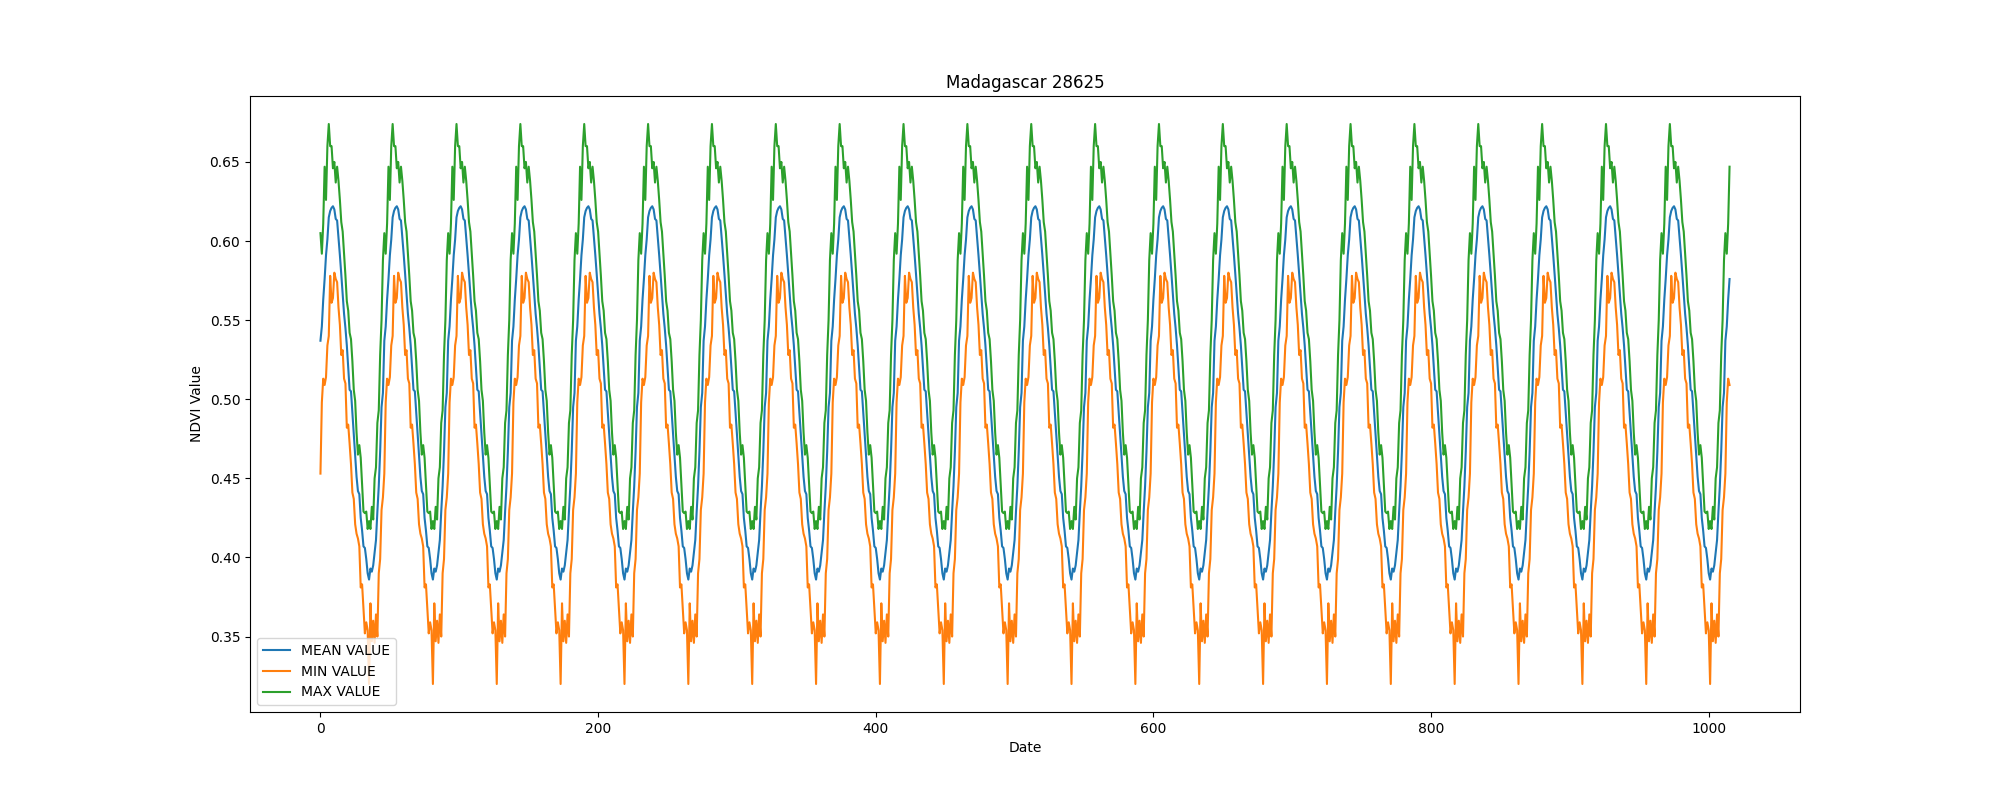 Madagascar 28625
0.65
0.60
0.55
0.50
0.45
0.40
0.35
NDVI Value
MEAN VALUE
MIN VALUE
MAX VALUE
0 200 400 600 800 1000
Date